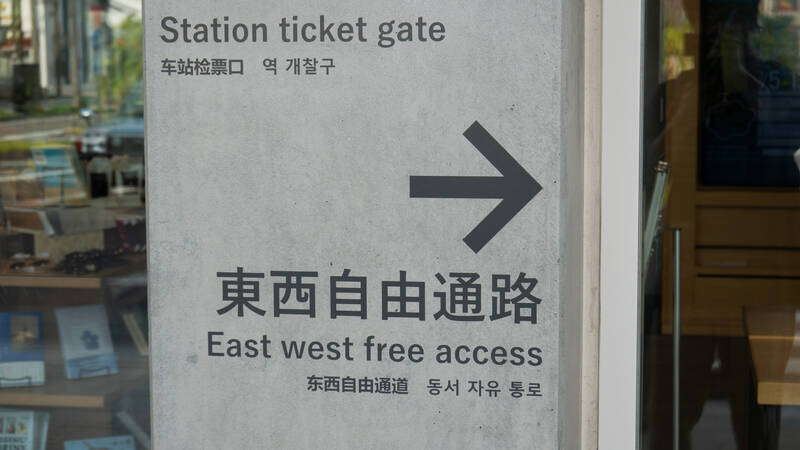 Station ticket gate
车站检票口 역 개찰구
東西自由通路
East west free access
东西自由通道 동서 자유 통로